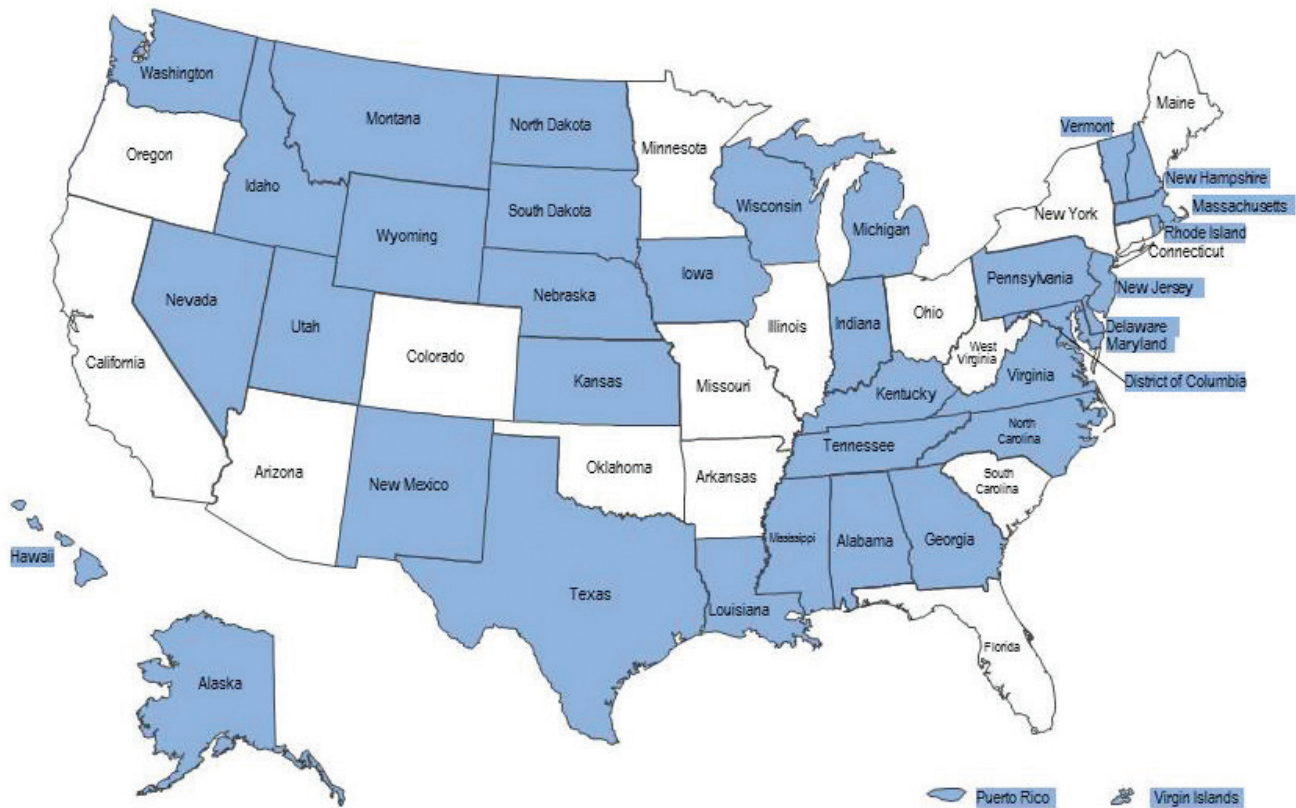 Washington
Montana
North Dakota
Minnesota
Maine
Vermont
Oregon
Idaho
South Dakota
Wisconsin
Michigan
New York
New Hampshire
Massachusetts
Rhode Island
Connecticut
Wyoming
Iowa
Pennsylvania
New Jersey
Nevada
Utah
Nebraska
Illinois
Indiana
Ohio
Delaware
Maryland
California
Colorado
Kansas
Missouri
West
Virginia
Virginia
District of Columbia
Kentucky
North
Carolina
Tennessee
Arizona
New Mexico
Oklahoma
Arkansas
South
Carolina
Mississippi
Alabama
Georgia
Hawaii
Texas
Louisiana
Florida
Alaska
Puerto Rico
Virgin Islands